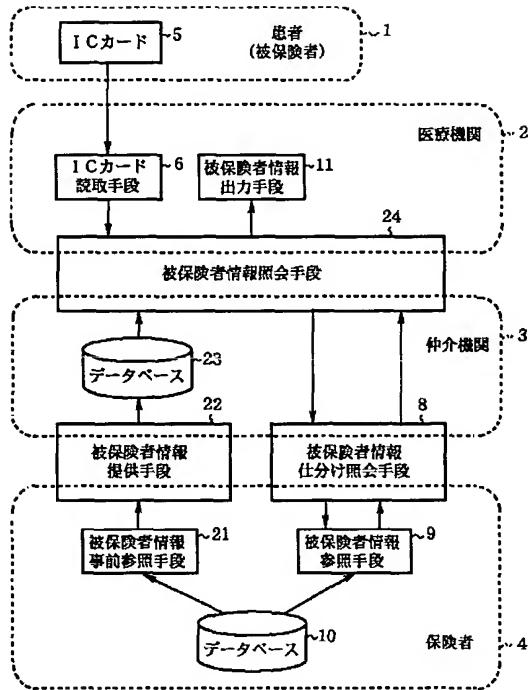 ICカード
5
患者
(被保険者)
1
医療機関
2
ICカード
読取手段
6
被保険者情報
出力手段
11
24
被保険者情報照会手段
3
仲介機関
データベース
23
22
被保険者情報
提供手段
8
被保険者情報
仕分け照会手段
被保険者情報
事前参照手段
21
被保険者情報
参照手段
9
データベース
10
保険者
4